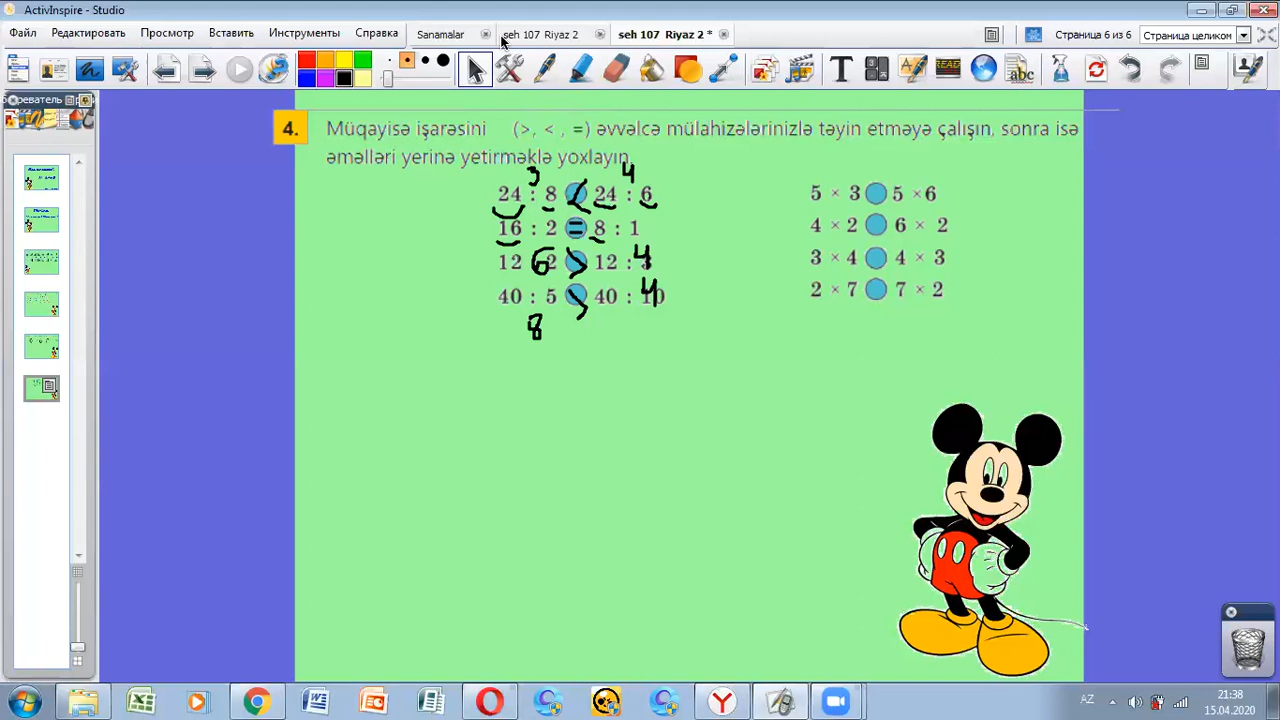 ActivInspire - Studio
Файл Редактировать Просмотр Вставить Инструменты Справка Sanamalar seh 107 Riyaz 2 seh 107 Riyaz 2 * Страница 6 из 6 Страница целиком
4. Müqayisə işarəsini (>, < , =) əvvəlcə mülahizələrinizlə təyin etməyə çalışın, sonra isə
əməlləri yerinə yetirməklə yoxlayın.
3 4
24 : 8 < 24 : 6 5 × 3 5 × 6
16 : 2 = 8 : 1 4 × 2 6 × 2
12 6 2 > 12 : 4 3 × 4 4 × 3
40 : 5 > 40 : 10 4 2 × 7 7 × 2
8
AZ 21:38
15.04.2020